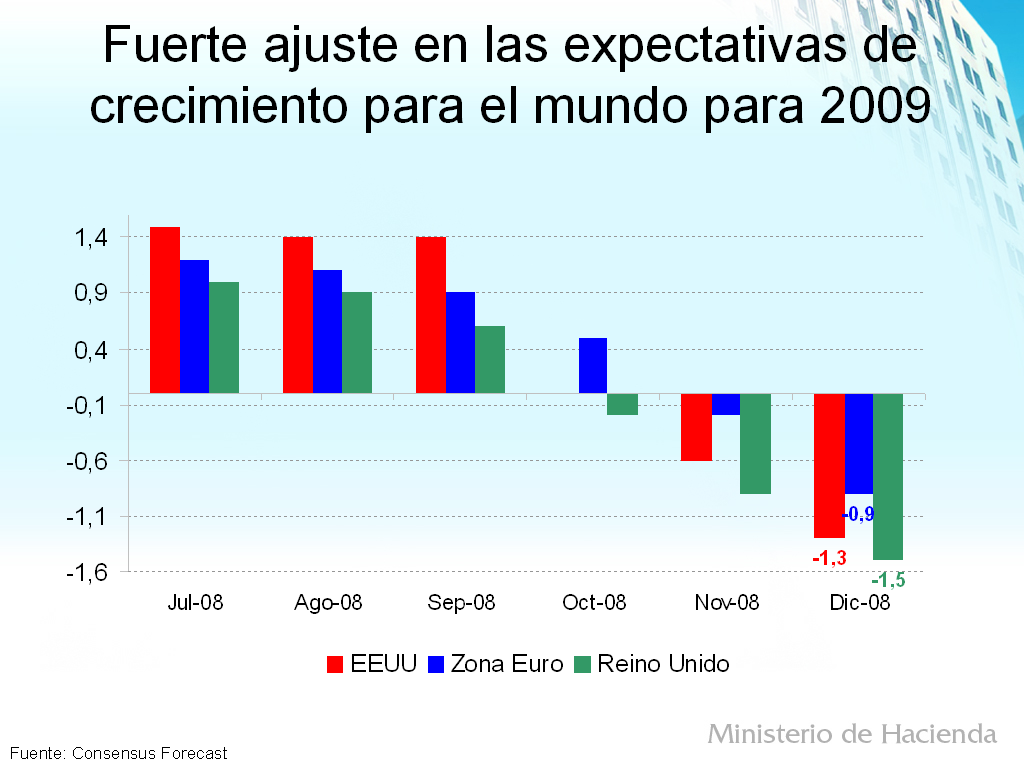 Fuerte ajuste en las expectativas de
crecimiento para el mundo para 2009
1,4
0,9
0,4
-0,1
-0,6
-1,1
-1,6
-0,9
-1,3
-1,5
Jul-08 Ago-08 Sep-08 Oct-08 Nov-08 Dic-08
EEUU Zona Euro Reino Unido
Ministerio de Hacienda
Fuente: Consensus Forecast